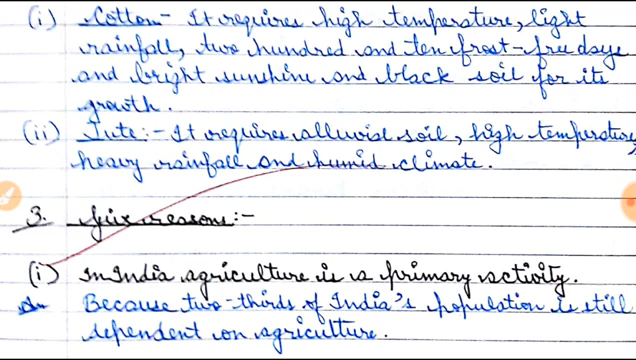 (i) Cotton - It requires high temperature, light
rainfall, two hundred and ten frost-free days
and bright sunshine and black soil for its
growth.
(ii) Jute:- It requires alluvial soil, high temperature,
heavy rainfall and humid climate.
3. Give reasons:-
(i) In India agriculture is a primary activity.
Ans Because two-thirds of India's population is still
dependent on agriculture.